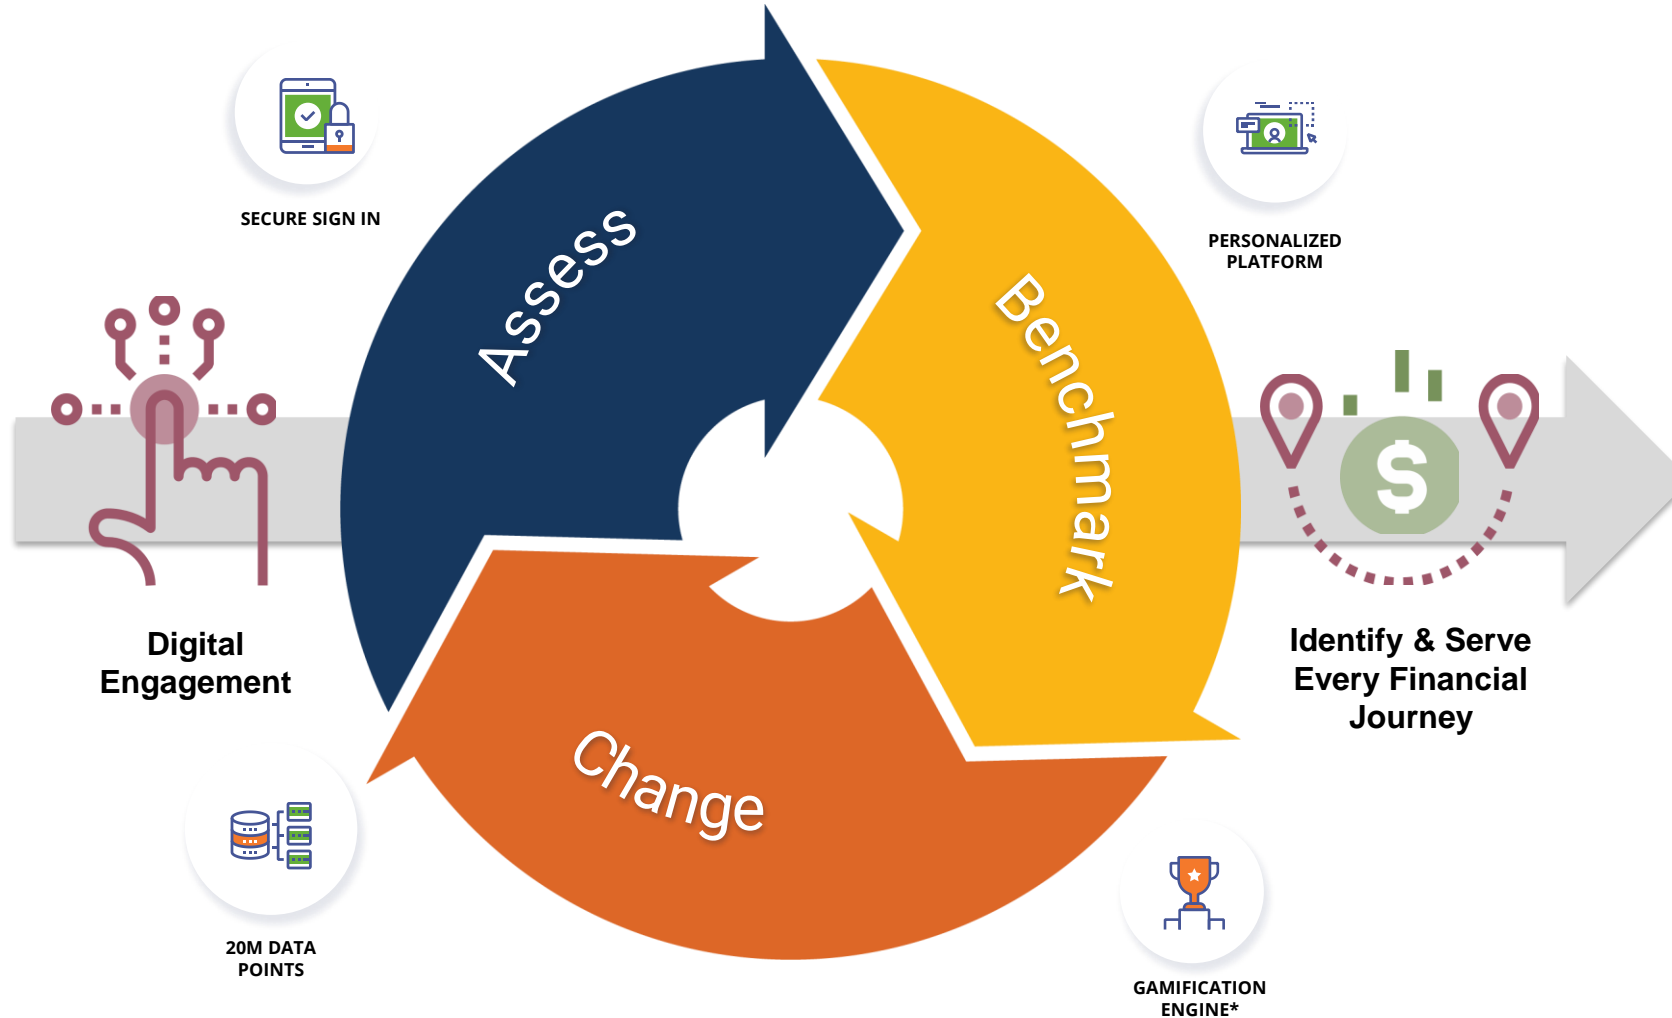 SECURE SIGN IN
PERSONALIZED
PLATFORM
Assess
Benchmark
Change
Digital
Engagement
$
Identify & Serve
Every Financial
Journey
20M DATA
POINTS
GAMIFICATION
ENGINE*